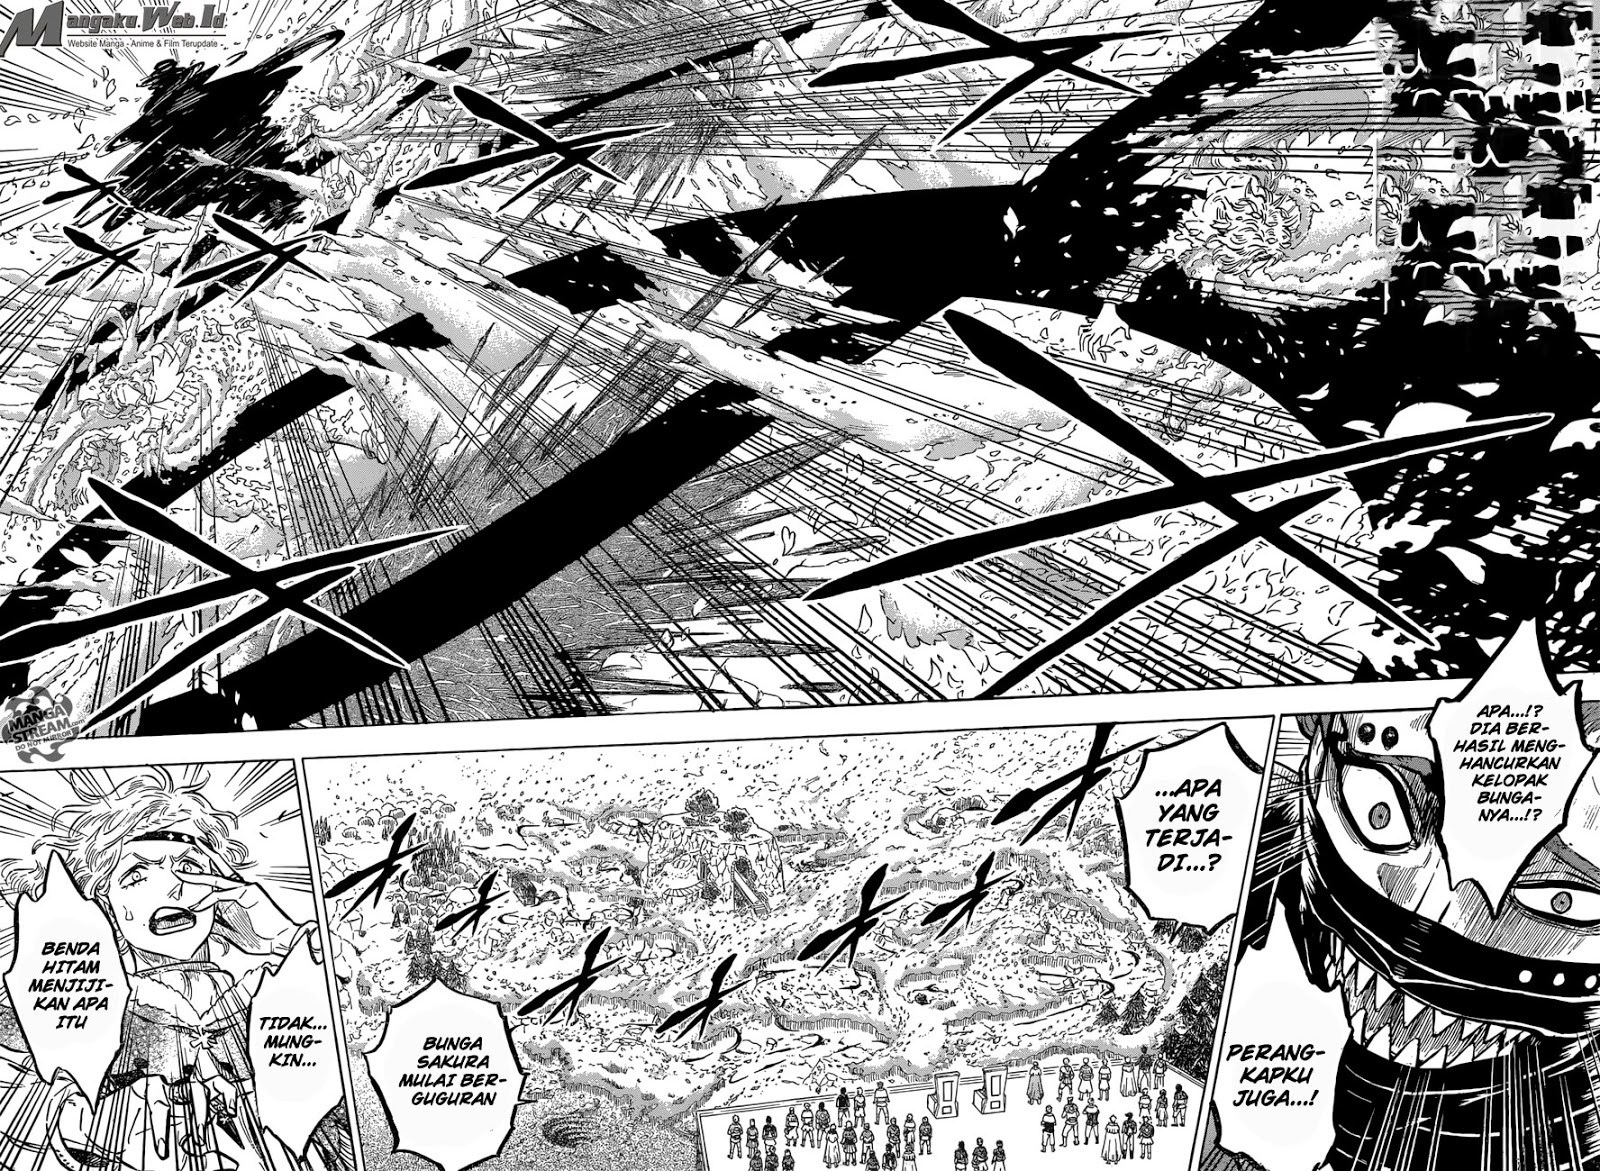 Mangaku.Web.Id
Website Manga - Anime & Film Terupdate
APA...!?
DIA BER-
HASIL MENG-
HANCURKAN
KELOPAK
BUNGA-
NYA...!?
PERANG-
KAPKU
JUGA...!
...APA
YANG
TERJA-
DI...?
BUNGA
SAKURA
MULAI BER-
GUGURAN
TIDAK...
MUNG-
KIN...
BENDA
HITAM
MENJIJI-
KAN APA
ITU
MANGA
STREAM.com
DO NOT MIRROR